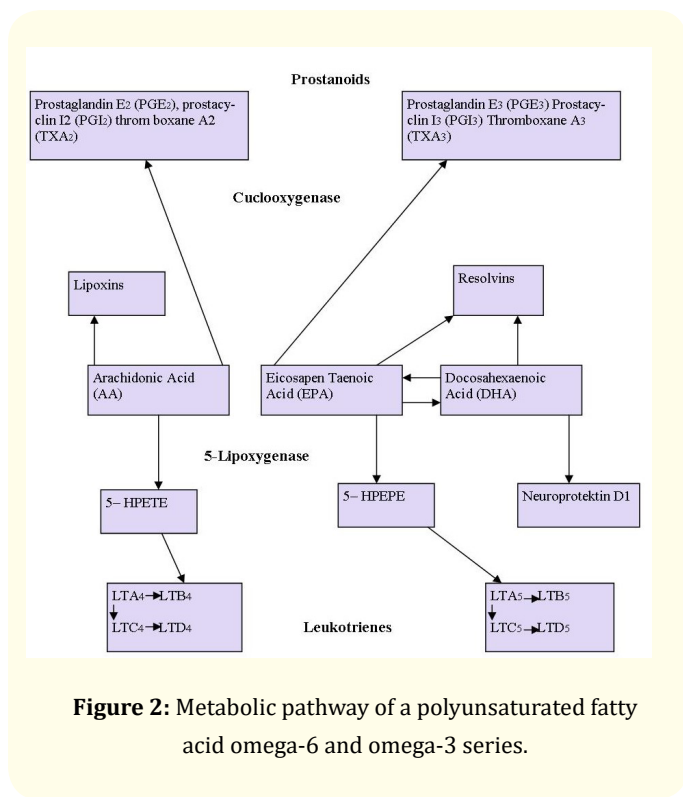 Prostanoids
Prostaglandin E2 (PGE2), prostacy-
clin I2 (PGI2) throm boxane A2
(TXA2)
Prostaglandin E3 (PGE3) Prostacy-
clin I3 (PGI3) Thromboxane A3
(TXA3)
Cuclooxygenase
Lipoxins
Resolvins
Arachidonic Acid
(AA)
Eicosapen Taenoic
Acid (EPA)
Docosahexaenoic
Acid (DHA)
5-Lipoxygenase
5– HPETE
5– HPEPE
Neuroprotektin D1
LTA4→LTB4
LTC4→LTD4
Leukotrienes
LTA5→LTB5
LTC5→LTD5
Figure 2: Metabolic pathway of a polyunsaturated fatty
acid omega-6 and omega-3 series.